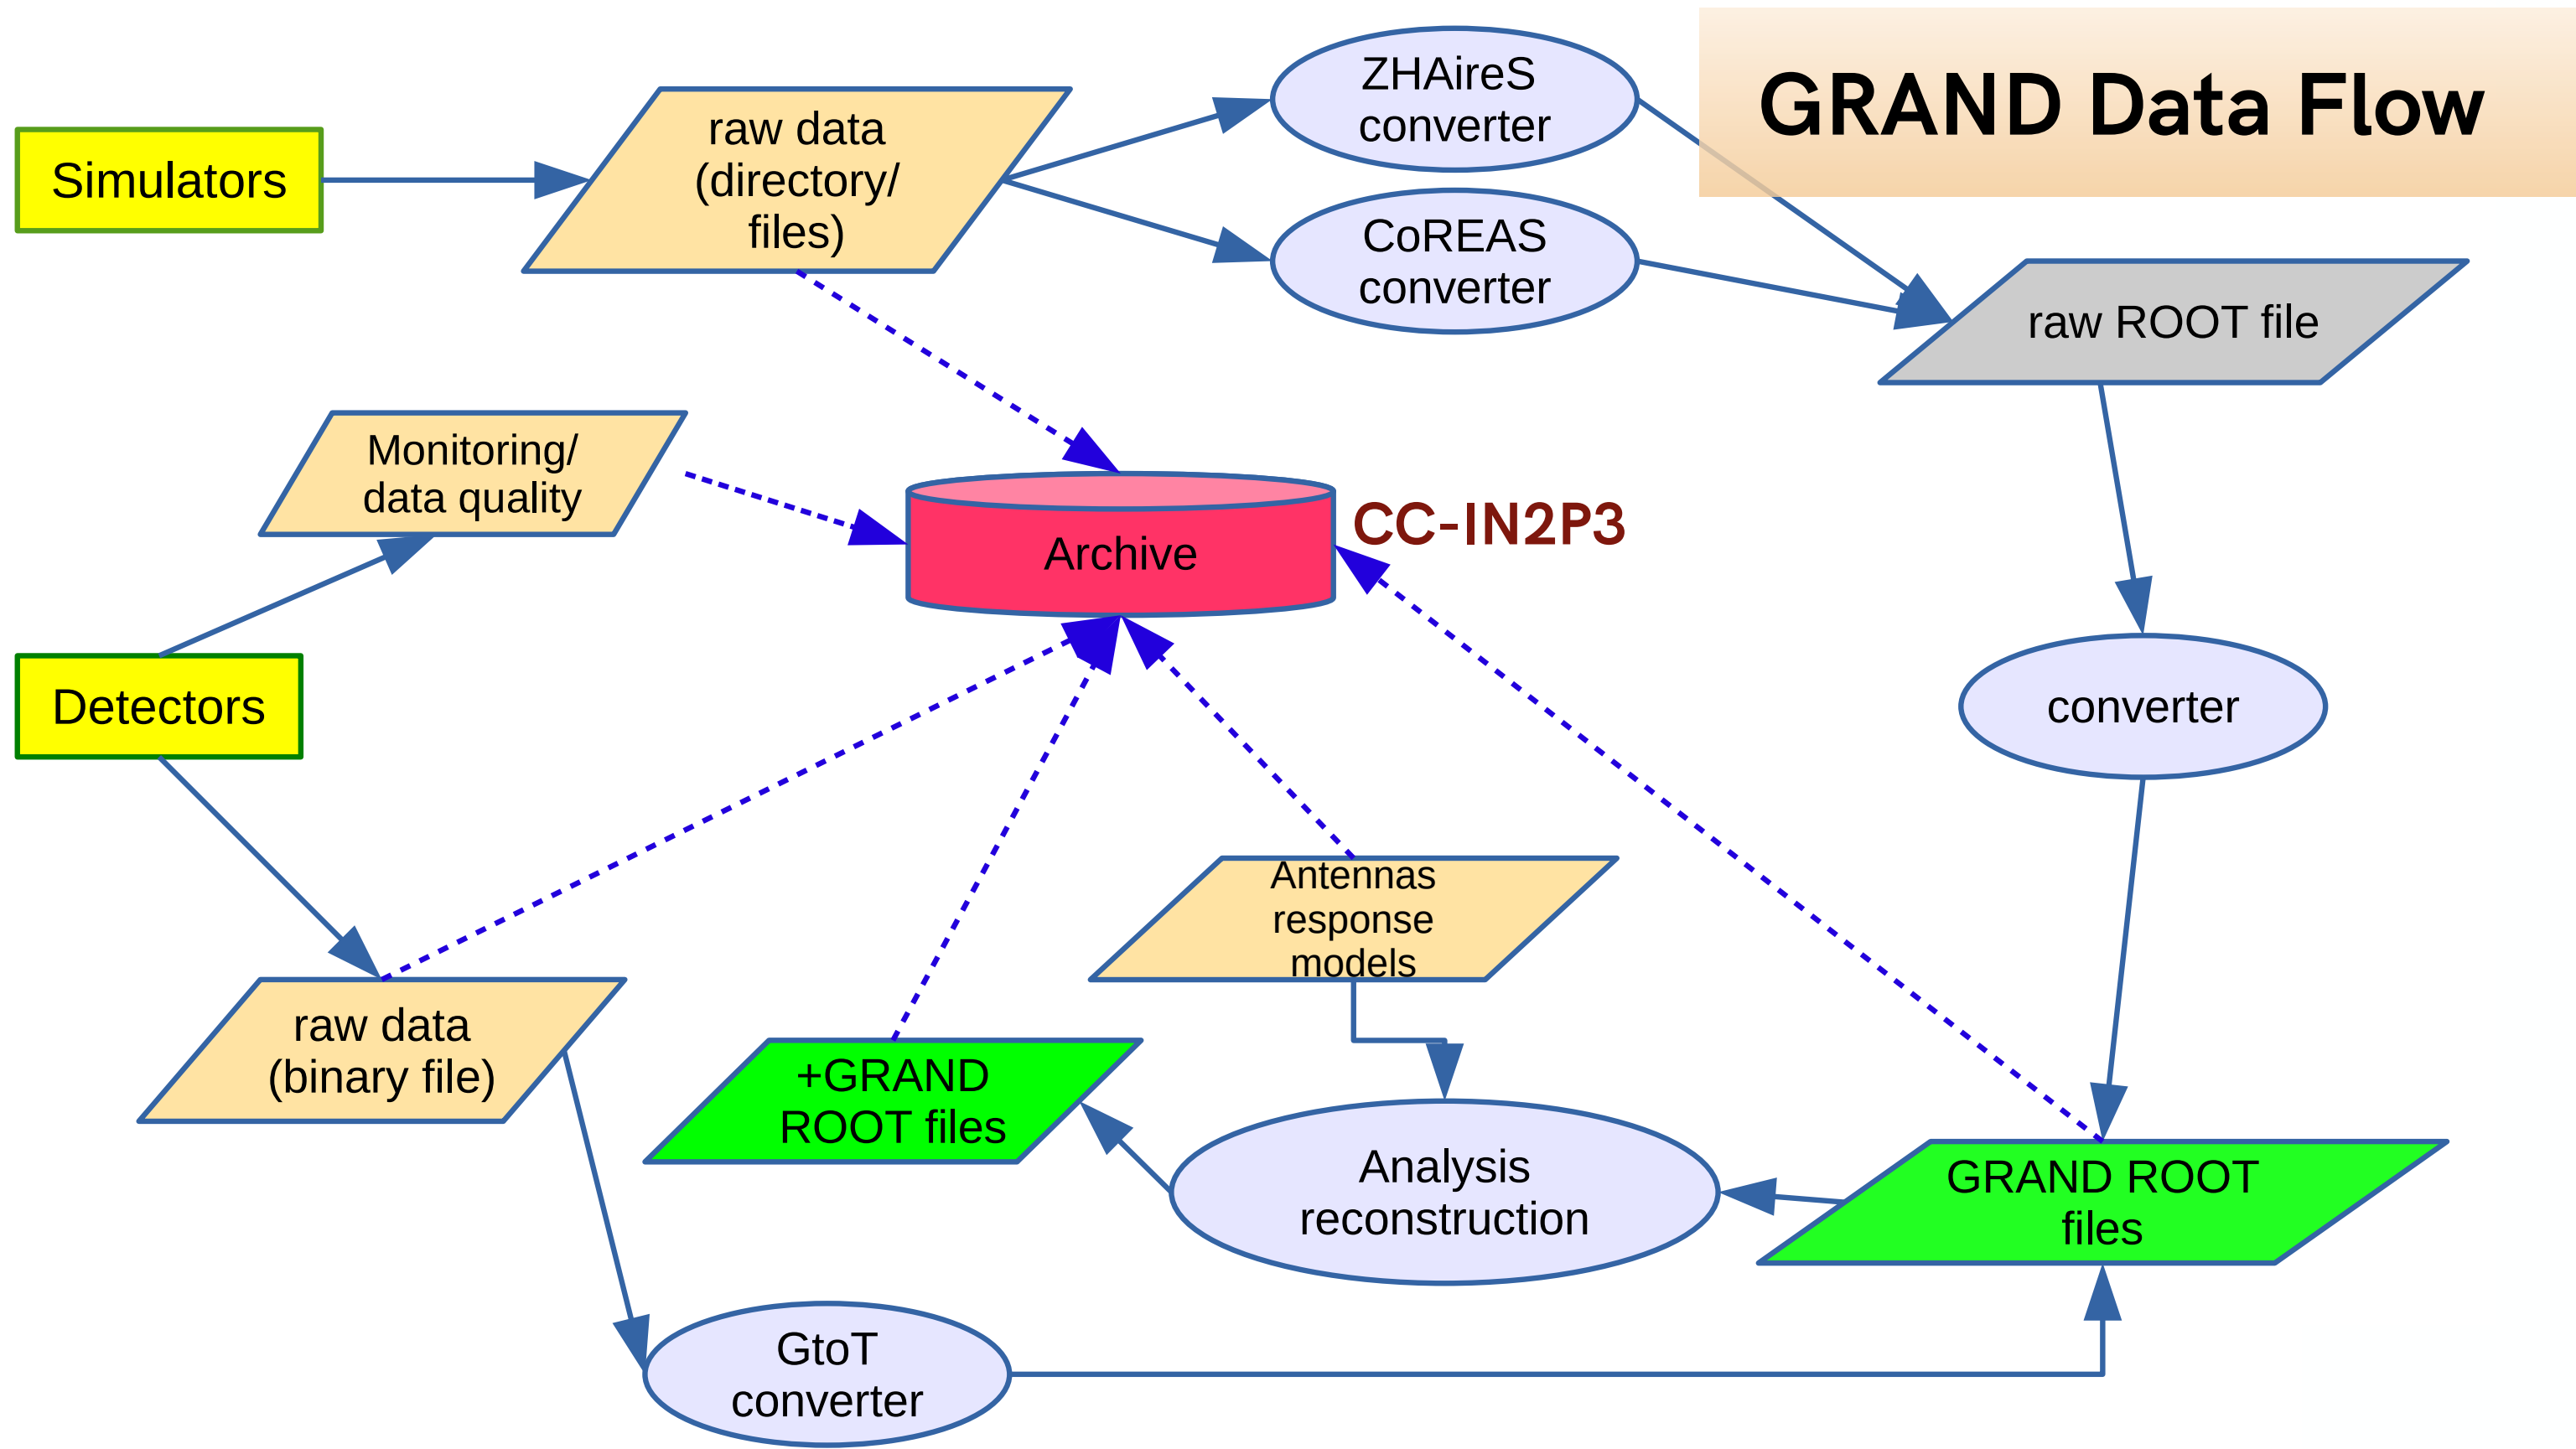 GRAND Data Flow
Simulators
raw data
(directory/
files)
ZHAireS
converter
CoREAS
converter
raw ROOT file
Monitoring/
data quality
Archive
CC-IN2P3
Detectors
converter
Antennas
response
models
raw data
(binary file)
+GRAND
ROOT files
Analysis
reconstruction
GRAND ROOT
files
GtoT
converter